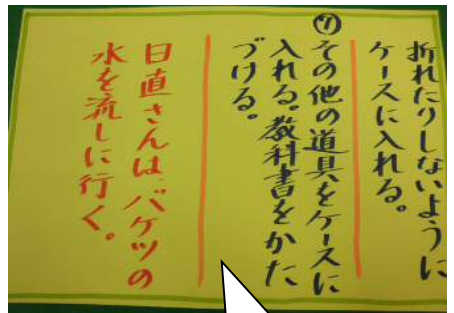 折れたりしないように
ケースに入れる。
⑦その他の道具をケースに
入れる。教科書をかた
づける。
日直さんは、バケツの
水を流しに行く。